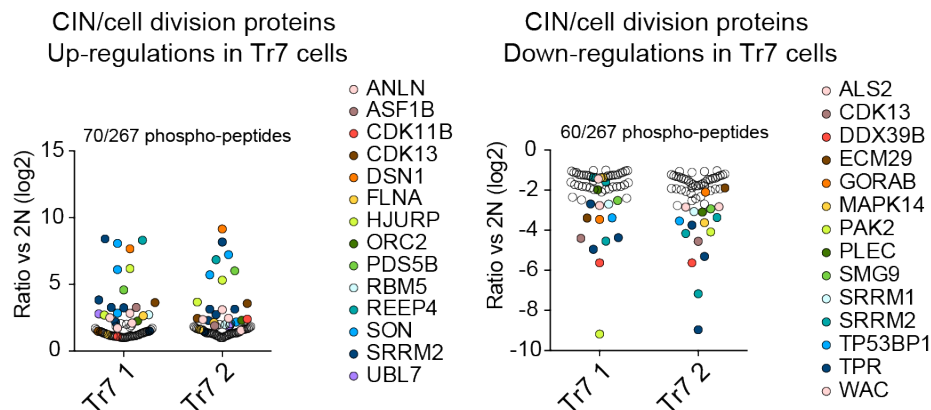 CIN/cell division proteins
Up-regulations in Tr7 cells
70/267 phospho-peptides
Ratio vs 2N (log2)
15
10
5
0
Tr7 1
Tr7 2
ANLN
ASF1B
CDK11B
CDK13
DSN1
FLNA
HJURP
ORC2
PDS5B
RBM5
REEP4
SON
SRRM2
UBL7
CIN/cell division proteins
Down-regulations in Tr7 cells
60/267 phospho-peptides
Ratio vs 2N (log2)
0
-2
-4
-6
-8
-10
Tr7 1
Tr7 2
ALS2
CDK13
DDX39B
ECM29
GORAB
MAPK14
PAK2
PLEC
SMG9
SRRM1
SRRM2
TP53BP1
TPR
WAC